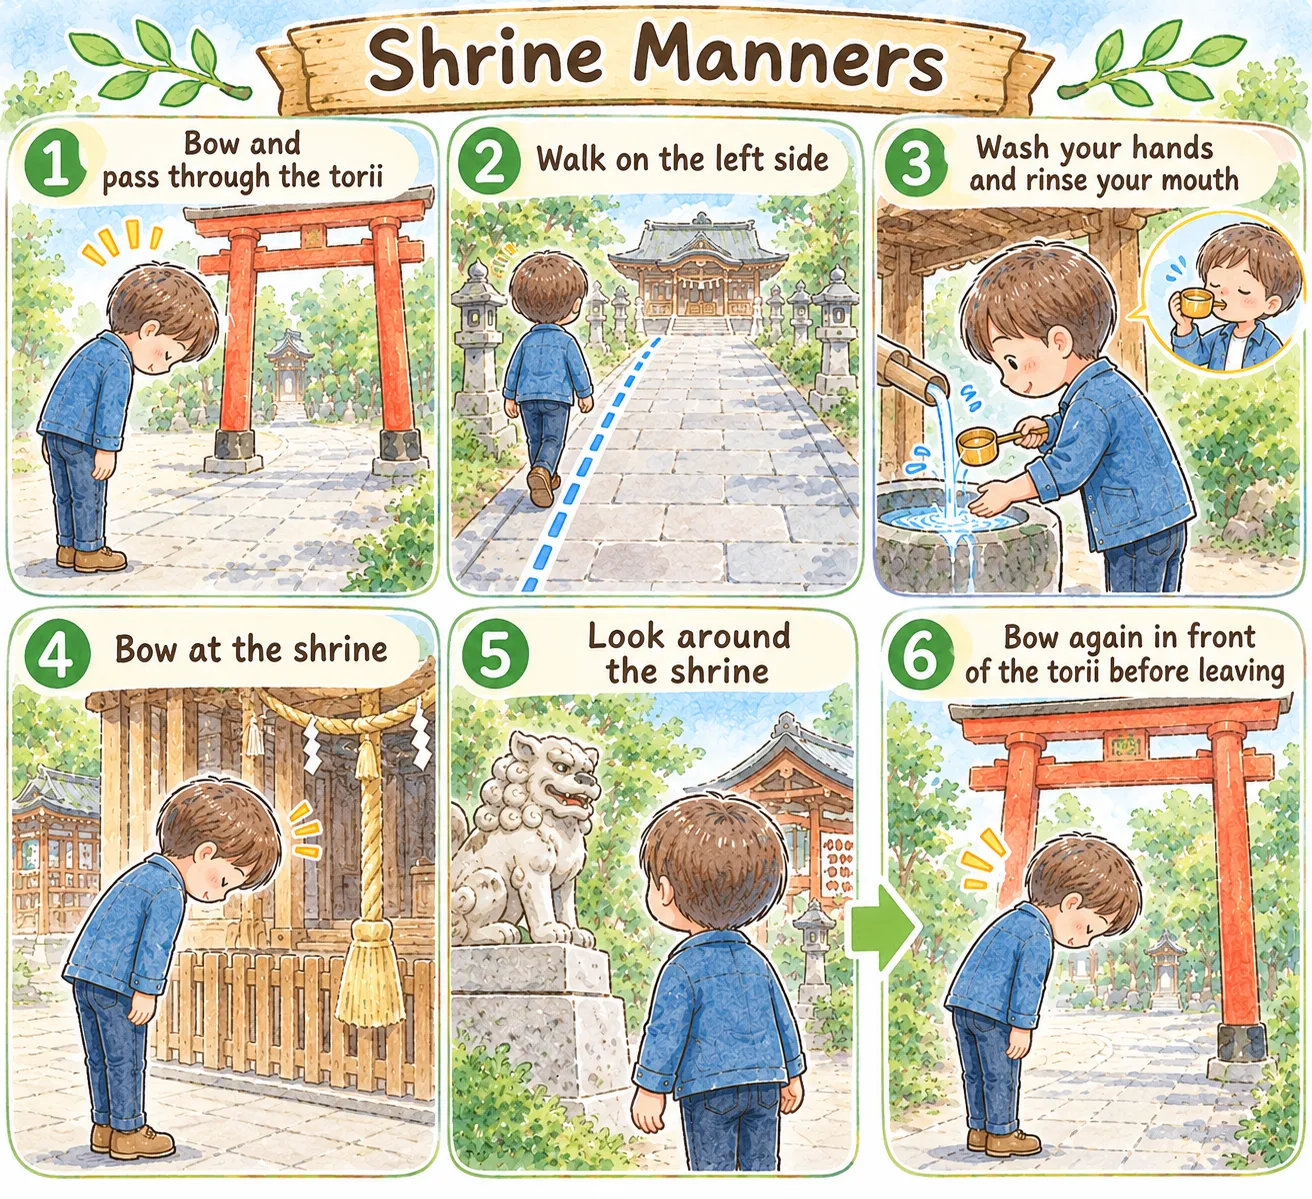 Shrine Manners
1
Bow and
pass through the torii
2
Walk on the left side
3
Wash your hands
and rinse your mouth
4
Bow at the shrine
5
Look around
the shrine
6
Bow again in front
of the torii before leaving